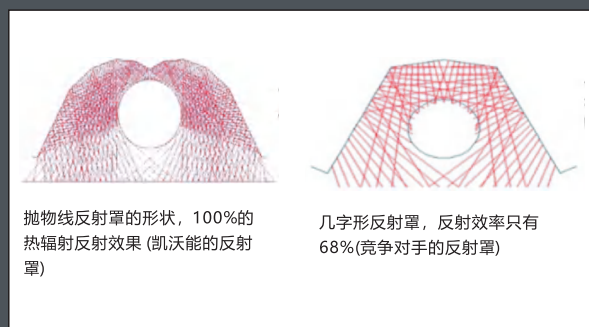 抛物线反射罩的形状，100%的
热辐射反射效果 (凯沃能的反射
罩)
几字形反射罩，反射效率只有
68%(竞争对手的反射罩)